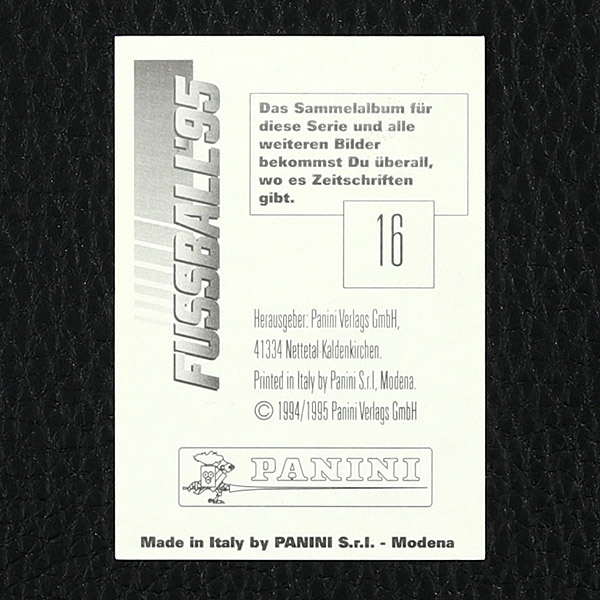 FUSSBALL'95
Das Sammelalbum für
diese Serie und alle
weiteren Bilder
bekommst Du überall,
wo es Zeitschriften
gibt.
16
Herausgeber: Panini Verlags GmbH,
41334 Nettetal-Kaldenkirchen.
Printed in Italy by Panini S.r.l, Modena.
© 1994/1995 Panini Verlags GmbH
PANINI
Made in Italy by PANINI S.r.l. - Modena